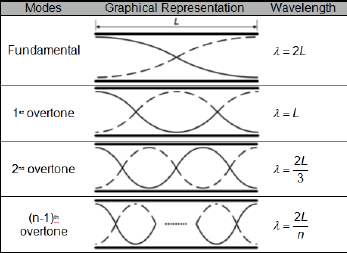 Modes Graphical Representation Wavelength
L
Fundamental λ = 2L
1st overtone λ = L
2nd overtone λ = 2L/3
(n-1)th
overtone λ = 2L/n